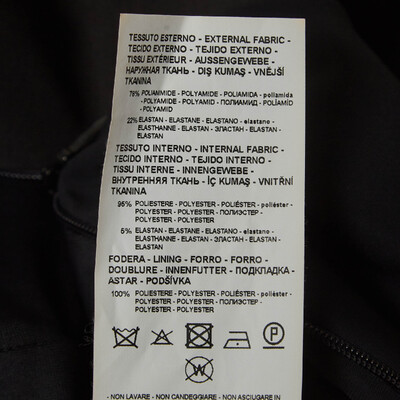 TESSUTO ESTERNO - EXTERNAL FABRIC -
TECIDO EXTERNO - TEJIDO EXTERNO -
TISSU EXTÉRIEUR - AUSSENGEWEBE -
НАРУЖНАЯ ТКАНЬ - DIŞ KUMAŞ - VNĚJŠÍ
TKANINA
78% POLIAMMIDE - POLYAMIDE - POLIAMIDA - poliamida
- POLYAMIDE - POLYAMID - ПОЛИАМИД - POLİAMİD
- POLYAMID
22% ELASTAN - ELASTANE - ELASTANO - elastano -
ELASTHANNE - ELASTAN - ЭЛАСТАН - ELASTAN -
ELASTAN
TESSUTO INTERNO - INTERNAL FABRIC -
TECIDO INTERNO - TEJIDO INTERNO -
TISSU INTERNE - INNENGEWEBE -
ВНУТРЕННЯЯ ТКАНЬ - İÇ KUMAŞ - VNITŘNÍ
TKANINA
95% POLIESTERE - POLYESTER - POLIÉSTER - poliéster -
POLYESTER - POLYESTER - ПОЛИЭСТЕР -
POLYESTER - POLYESTER
5% ELASTAN - ELASTANE - ELASTANO - elastano -
ELASTHANNE - ELASTAN - ЭЛАСТАН - ELASTAN -
ELASTAN
FODERA - LINING - FORRO - FORRO -
DOUBLURE - INNENFUTTER - ПОДКЛАДКА -
ASTAR - PODŠÍVKA
100% POLIESTERE - POLYESTER - POLIÉSTER - poliéster -
POLYESTER - POLYESTER - ПОЛИЭСТЕР -
POLYESTER - POLYESTER
P
W
- NON LAVARE - NON CANDEGGIARE - NON ASCIUGARE IN